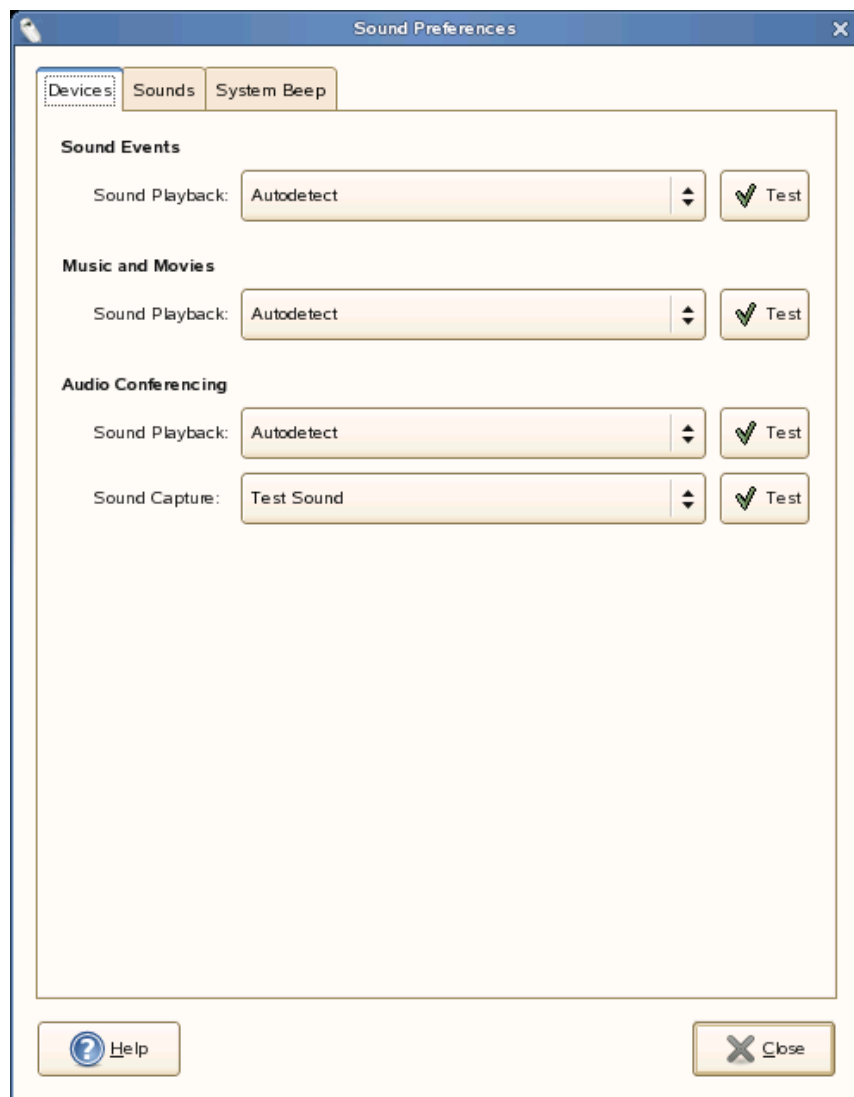 Sound Preferences
Devices Sounds System Beep
Sound Events
Sound Playback: Autodetect Test
Music and Movies
Sound Playback: Autodetect Test
Audio Conferencing
Sound Playback: Autodetect Test
Sound Capture: Test Sound Test
Help Close